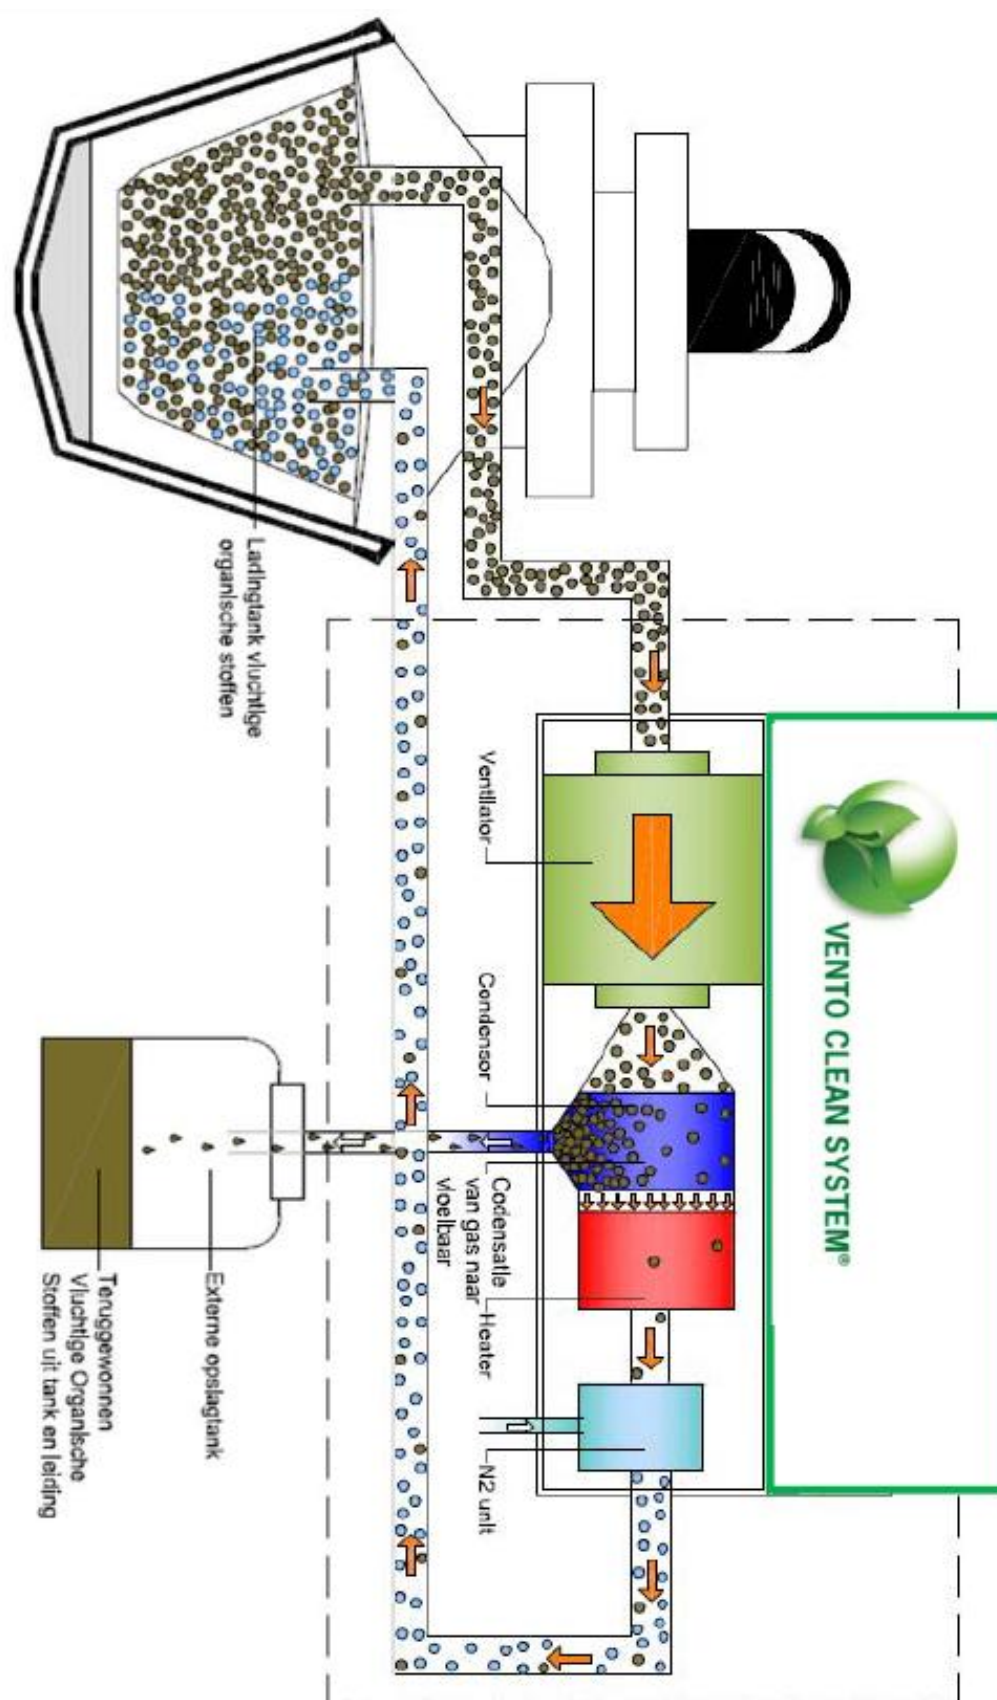 VENTO CLEAN SYSTEM®
Ladingtank vluchtige
organische stoffen
Ventilator
Condensor
Codensatie
van gas naar
vloeibaar
Heater
N2 unit
Externe opslagtank
Teruggewonnen
Vluchtige Organische
Stoffen uit tank en leiding